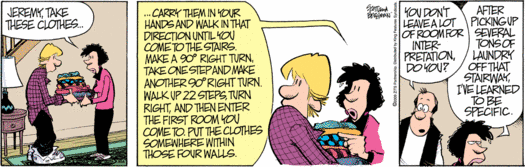 JEREMY, TAKE
THESE CLOTHES...
...CARRY THEM IN YOUR
HANDS AND WALK IN THAT
DIRECTION UNTIL YOU
COME TO THE STAIRS.
MAKE A 90° RIGHT TURN.
TAKE ONE STEP AND MAKE
ANOTHER 90° RIGHT TURN.
WALK UP 22 STEPS, TURN
RIGHT, AND THEN ENTER
THE FIRST ROOM YOU
COME TO. PUT THE CLOTHES
SOMEWHERE WITHIN
THOSE FOUR WALLS.
YOU DON'T
LEAVE A LOT
OF ROOM FOR
INTER-
PRETATION,
DO YOU?
AFTER
PICKING UP
SEVERAL
TONS OF
LAUNDRY
OFF THAT
STAIRWAY,
I'VE LEARNED
TO BE
SPECIFIC.